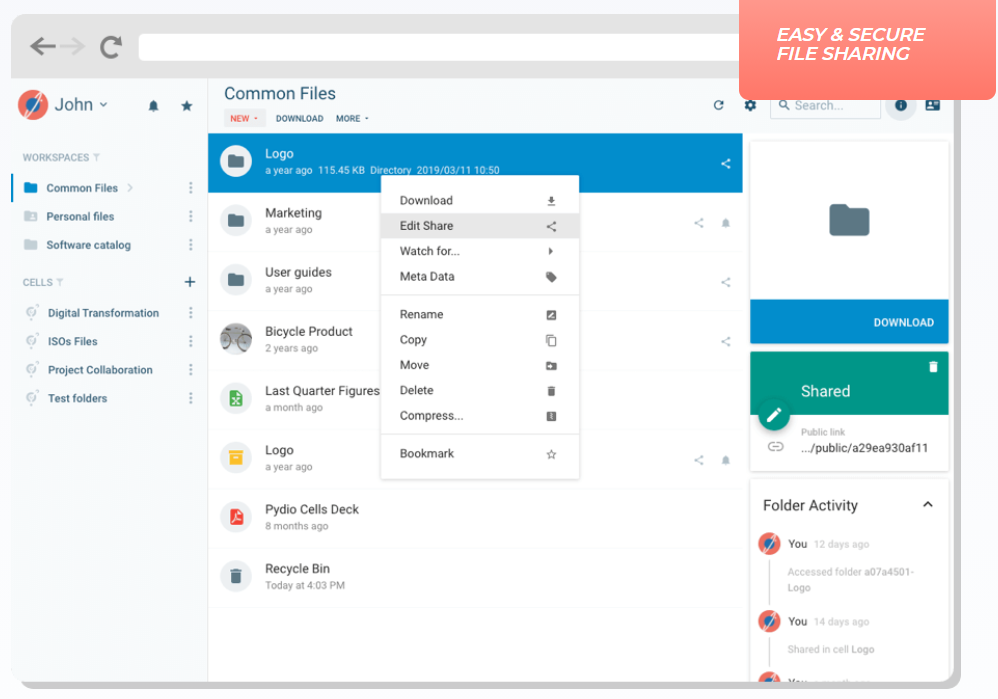 EASY & SECURE
FILE SHARING
John
WORKSPACES
Common Files
Personal files
Software catalog
CELLS
Digital Transformation
ISOs Files
Project Collaboration
Test folders
Common Files
NEW
DOWNLOAD
MORE
Search...
Logo
a year ago 115.45 KB Directory 2019/03/11 10:50
Marketing
a year ago
User guides
a year ago
Bicycle Product
2 years ago
Last Quarter Figures
a month ago
Logo
a year ago
Pydio Cells Deck
8 months ago
Recycle Bin
Today at 4:03 PM
Download
Edit Share
Watch for...
Meta Data
Rename
Copy
Move
Delete
Compress...
Bookmark
DOWNLOAD
Shared
Public link
.../public/a29ea930af11
Folder Activity
You 12 days ago
Accessed folder a07a4501-
Logo
You 14 days ago
Shared in cell Logo